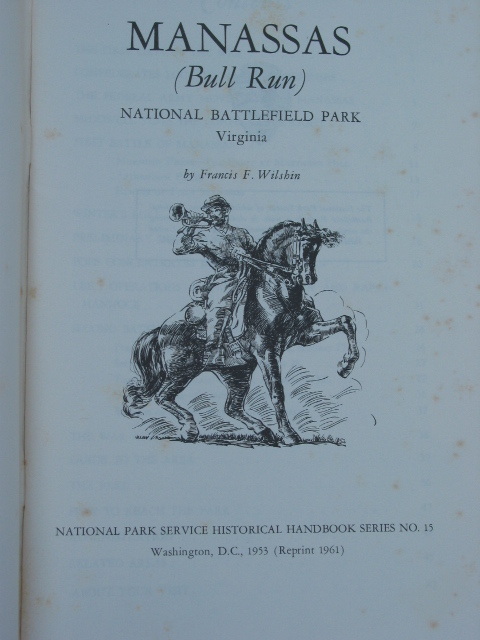 MANASSAS
(Bull Run)
NATIONAL BATTLEFIELD PARK
Virginia
by Francis F. Wilshin
NATIONAL PARK SERVICE HISTORICAL HANDBOOK SERIES NO. 15
Washington, D.C., 1953 (Reprint 1961)